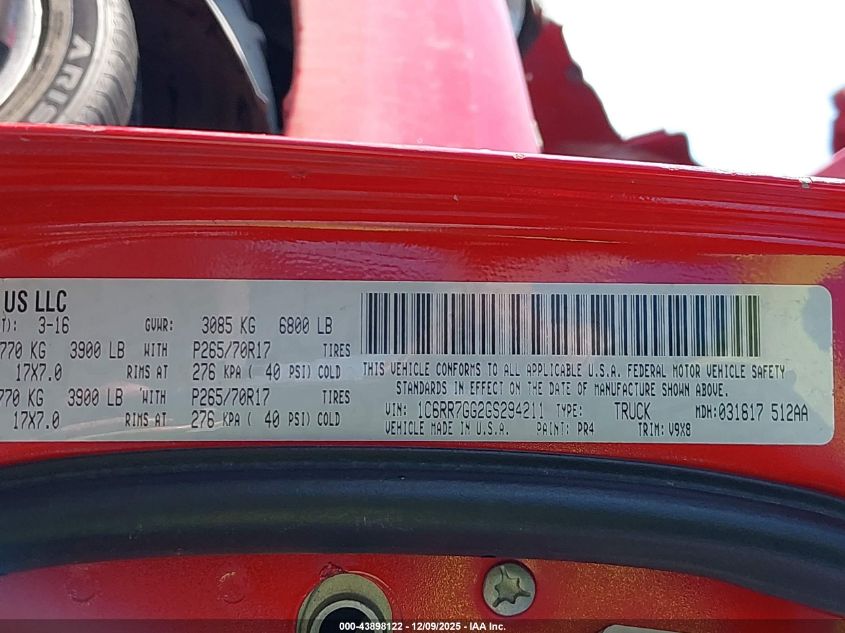 ARIS
US LLC
T): 3-16 GVWR: 3085 KG 6800 LB
770 KG 3900 LB WITH P265/70R17 TIRES
17X7.0 RIMS AT 276 KPA ( 40 PSI) COLD
770 KG 3900 LB WITH P265/70R17 TIRES
17X7.0 RIMS AT 276 KPA ( 40 PSI) COLD
THIS VEHICLE CONFORMS TO ALL APPLICABLE U.S.A. FEDERAL MOTOR VEHICLE SAFETY
STANDARDS IN EFFECT ON THE DATE OF MANUFACTURE SHOWN ABOVE.
VIN: 1C6RR7GG2GS294211 TYPE: TRUCK MDH:031617 512AA
VEHICLE MADE IN U.S.A. PAINT: PR4 TRIM: V9X8
000-43898122 - 12/09/2025 - IAA Inc.